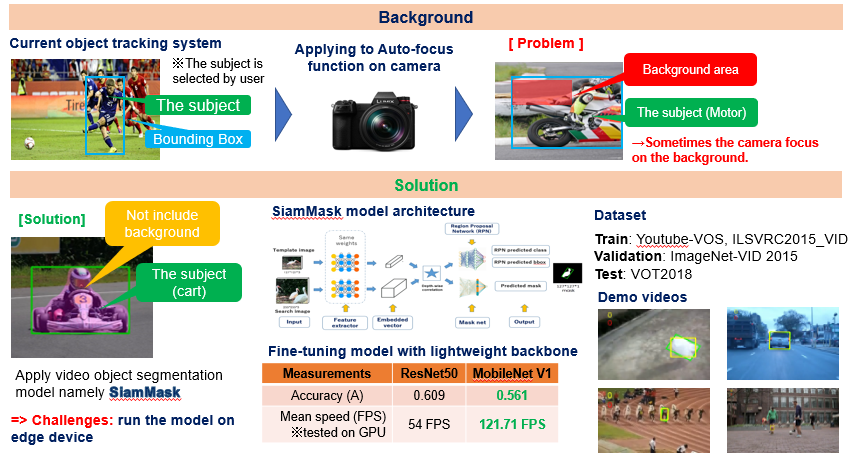 Background
Current object tracking system
※The subject is
selected by user
Tire
The subject
Bounding Box
Applying to Auto-focus
function on camera
LUMIX
[ Problem ]
Background area
The subject (Motor)
→Sometimes the camera focus
on the background.
Solution
[Solution]
Not include
background
The subject
(cart)
3
Apply video object segmentation
model namely SiamMask
=> Challenges: run the model on
edge device
SiamMask model architecture
Region Proposal
Network (RPN)
Same
weights
Template Image
RPN predicted class
RPN predicted bbox
Depth-wise
correlation
Predicted mask
Search Image
127*127*1
Mask
Input
Feature
extractor
Embedded
vector
Mask net
Output
Fine-tuning model with lightweight backbone
Measurements ResNet50 MobileNet V1
Accuracy (A) 0.609 0.561
Mean speed (FPS)
※tested on GPU
54 FPS 121.71 FPS
Dataset
Train: Youtube-VOS, ILSVRC2015_VID
Validation: ImageNet-VID 2015
Test: VOT2018
Demo videos